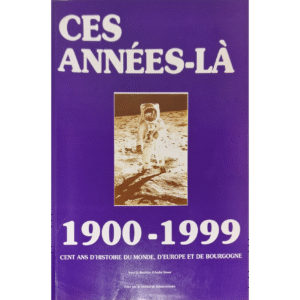 CES
ANNÉES-LÀ
1900-1999
CENT ANS D'HISTOIRE DU MONDE, D'EUROPE ET DE BOURGOGNE